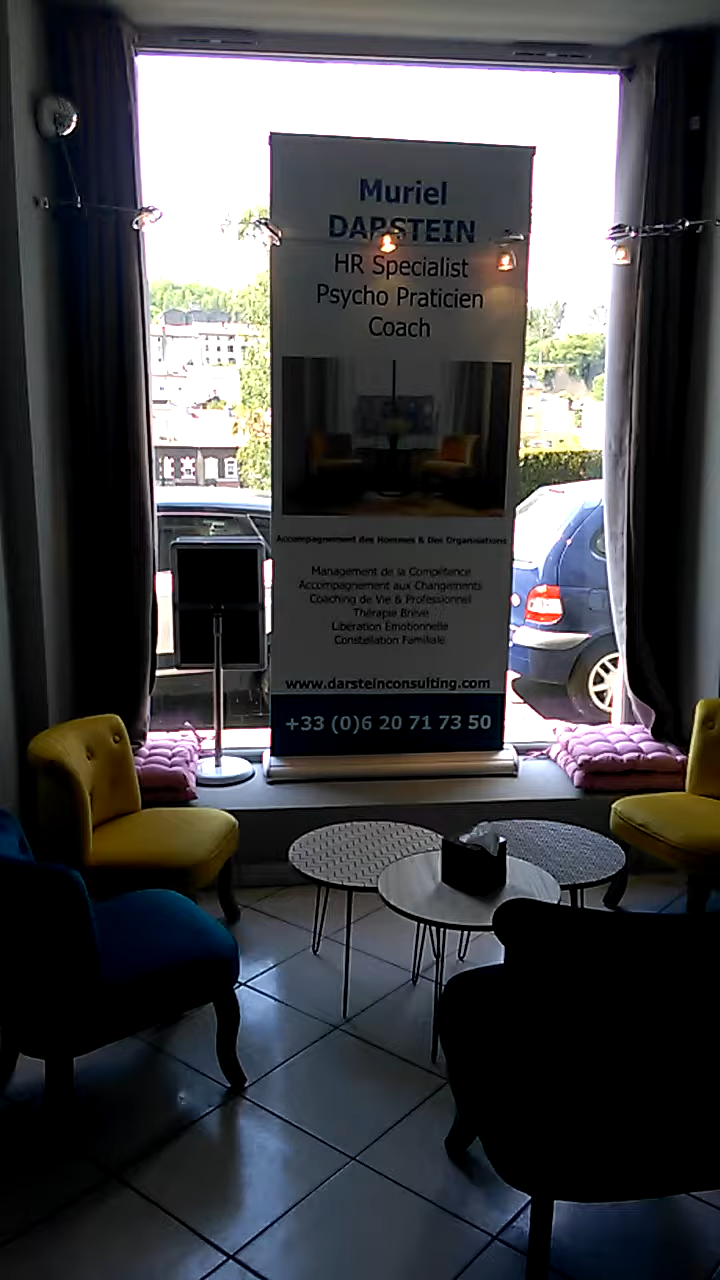 Muriel
DARSTEIN
HR Specialist
Psycho Praticien
Coach
Accompagnement des Hommes & Des Organisations
Management de la Compétence
Accompagnement aux Changements
Coaching de Vie & Professionnel
Thérapie Brève
Libération Emotionnelle
Constellation Familiale
www.darsteinconsulting.com
+33 (0)6 20 71 73 50